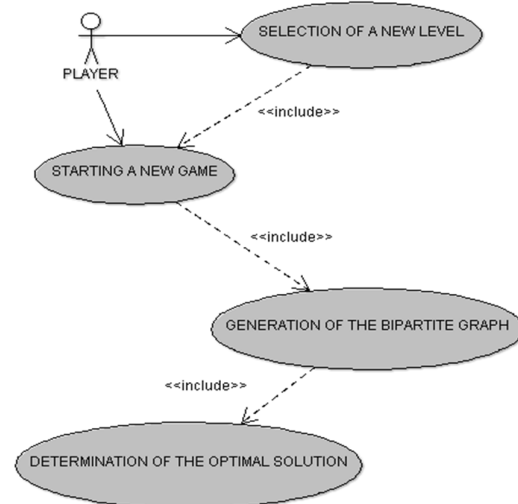 SELECTION OF A NEW LEVEL
PLAYER
<<include>>
STARTING A NEW GAME
<<include>>
GENERATION OF THE BIPARTITE GRAPH
<<include>>
DETERMINATION OF THE OPTIMAL SOLUTION